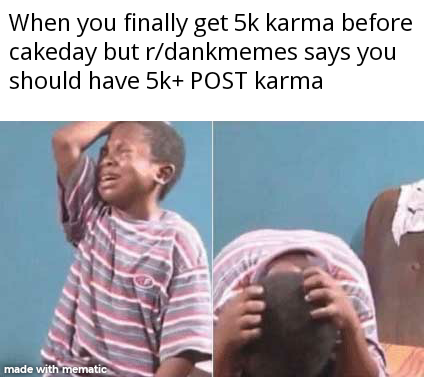 When you finally get 5k karma before
cakeday but r/dankmemes says you
should have 5k+ POST karma
made with mematic